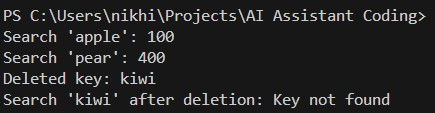 PS C:\Users\nikhi\Projects\AI Assistant Coding>
Search 'apple': 100
Search 'pear': 400
Deleted key: kiwi
Search 'kiwi' after deletion: Key not found